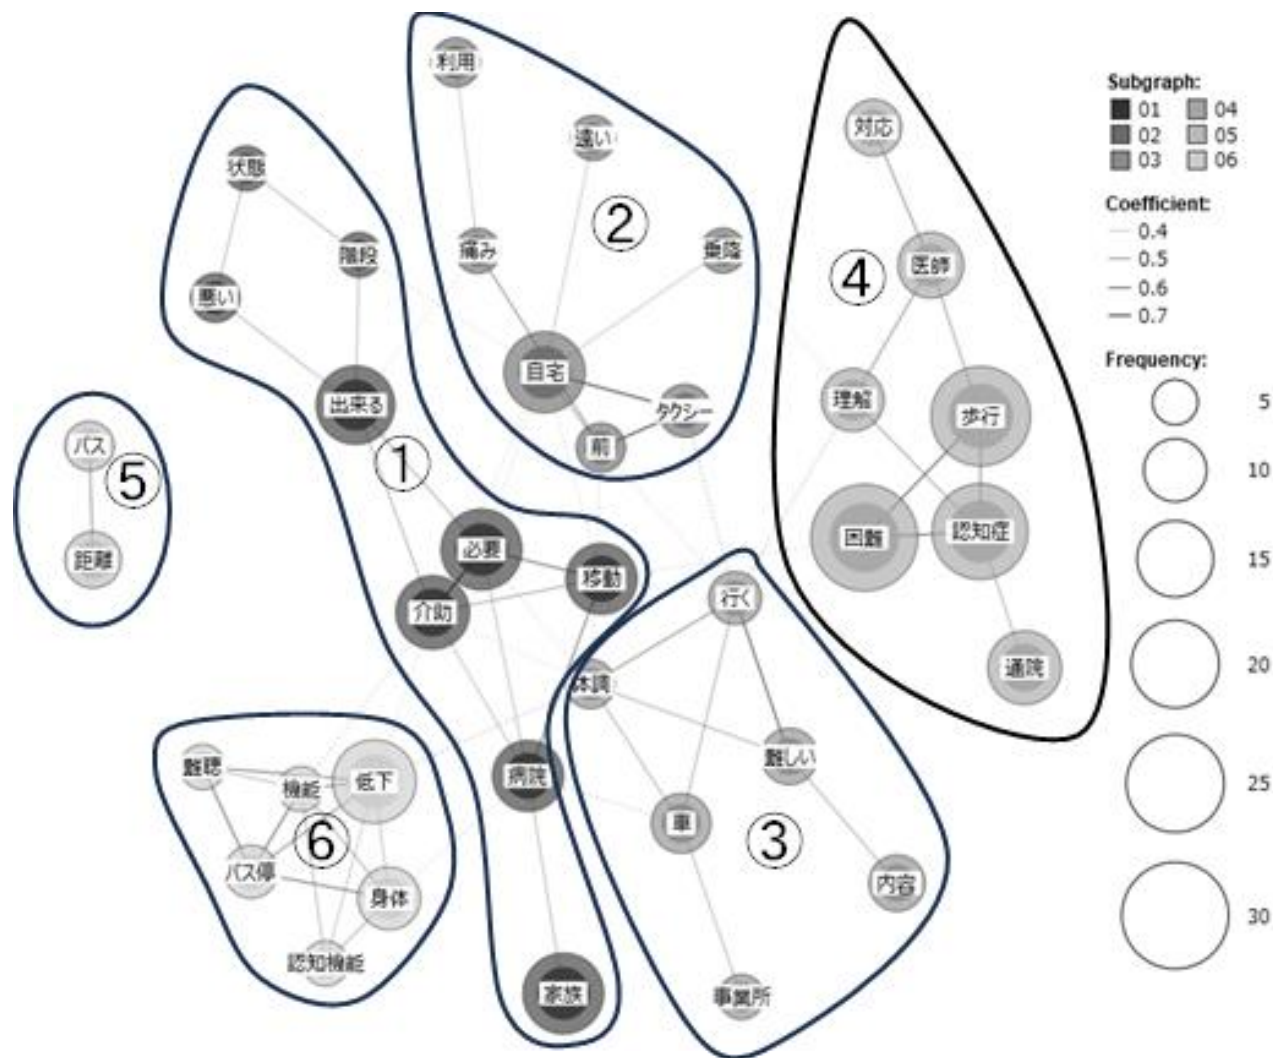 利用
遠い
痛み
乗降
②
自宅
タクシー
前
状態
階段
悪い
出来る
①
必要
移動
介助
病院
家族
対応
④
医師
理解
歩行
困難
認知症
通院
バス
⑤
距離
行く
体調
難しい
車
③
内容
事業所
難聴
機能
低下
⑥
バス停
身体
認知機能
Subgraph:
01 04
02 05
03 06
Coefficient:
0.4
0.5
0.6
0.7
Frequency:
5
10
15
20
25
30